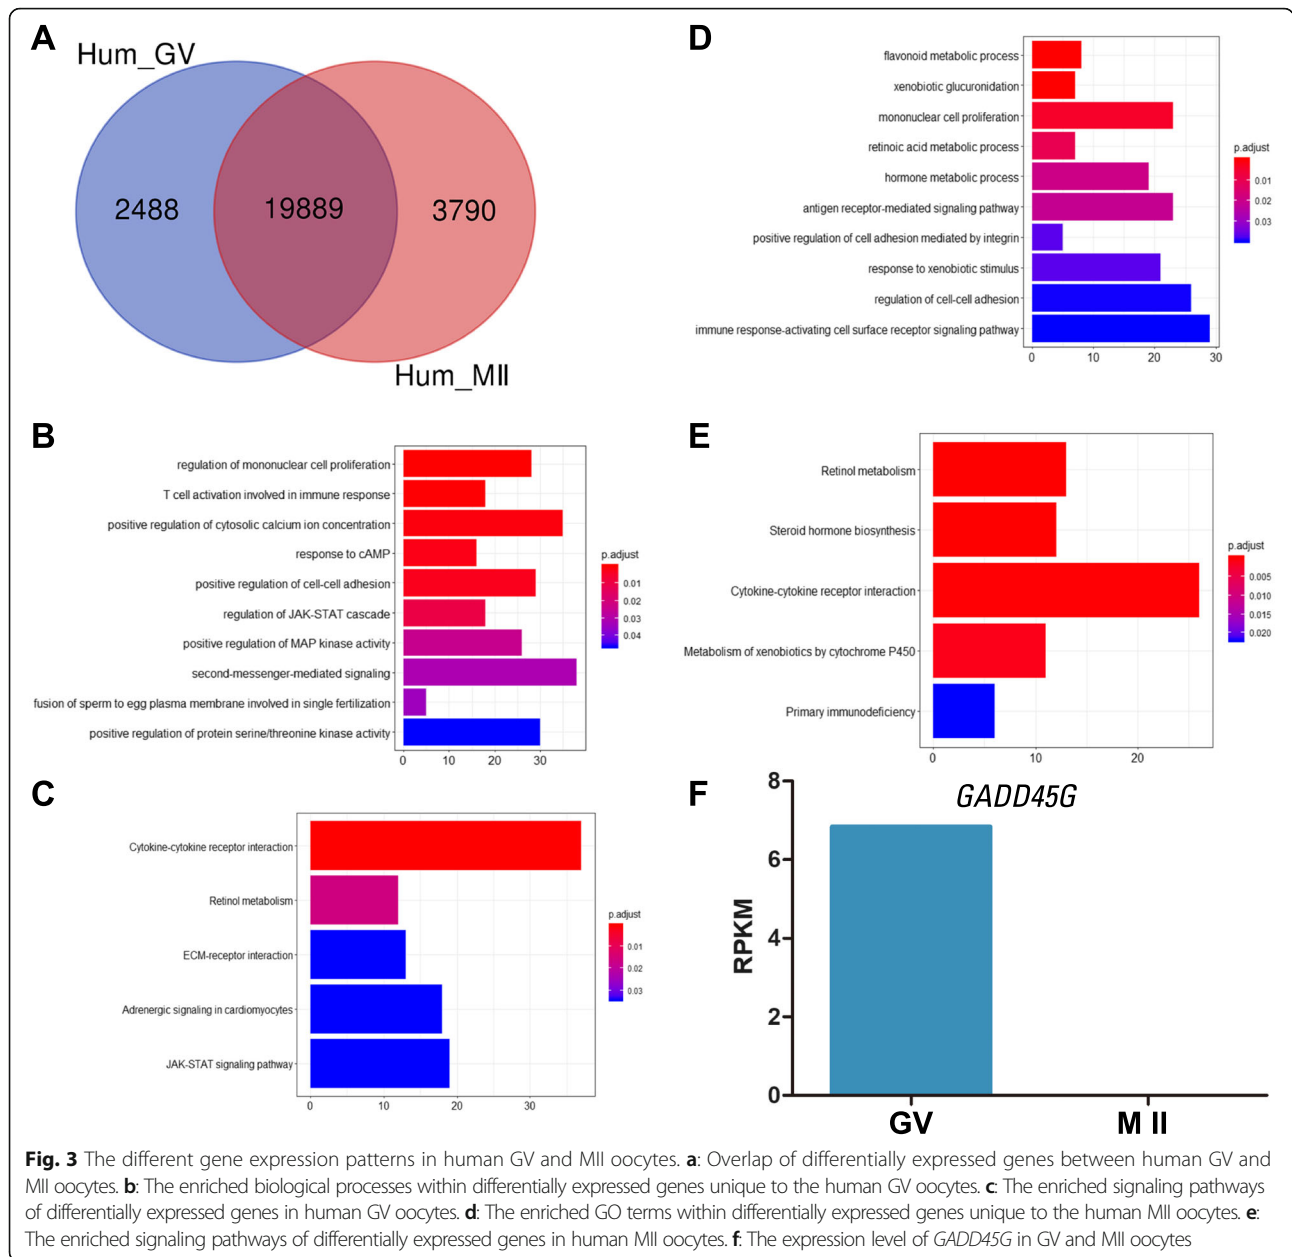 A
Hum_GV
2488
19889
3790
Hum_MII
B
regulation of mononuclear cell proliferation
T cell activation involved in immune response
positive regulation of cytosolic calcium ion concentration
response to cAMP
positive regulation of cell-cell adhesion
regulation of JAK-STAT cascade
positive regulation of MAP kinase activity
second-messenger-mediated signaling
fusion of sperm to egg plasma membrane involved in single fertilization
positive regulation of protein serine/threonine kinase activity
0 10 20 30
p.adjust
0.01
0.02
0.03
0.04
C
Cytokine-cytokine receptor interaction
Retinol metabolism
ECM-receptor interaction
Adrenergic signaling in cardiomyocytes
JAK-STAT signaling pathway
0 10 20 30
p.adjust
0.01
0.02
0.03
D
flavonoid metabolic process
xenobiotic glucuronidation
mononuclear cell proliferation
retinoic acid metabolic process
hormone metabolic process
antigen receptor-mediated signaling pathway
positive regulation of cell adhesion mediated by integrin
response to xenobiotic stimulus
regulation of cell-cell adhesion
immune response-activating cell surface receptor signaling pathway
0 10 20 30
p.adjust
0.01
0.02
0.03
E
Retinol metabolism
Steroid hormone biosynthesis
Cytokine-cytokine receptor interaction
Metabolism of xenobiotics by cytochrome P450
Primary immunodeficiency
0 10 20
p.adjust
0.005
0.010
0.015
0.020
F
GADD45G
RPKM
8
6
4
2
0
GV M II
Fig. 3 The different gene expression patterns in human GV and MII oocytes. a: Overlap of differentially expressed genes between human GV and
MII oocytes. b: The enriched biological processes within differentially expressed genes unique to the human GV oocytes. c: The enriched signaling pathways
of differentially expressed genes in human GV oocytes. d: The enriched GO terms within differentially expressed genes unique to the human MII oocytes. e:
The enriched signaling pathways of differentially expressed genes in human MII oocytes. f: The expression level of GADD45G in GV and MII oocytes